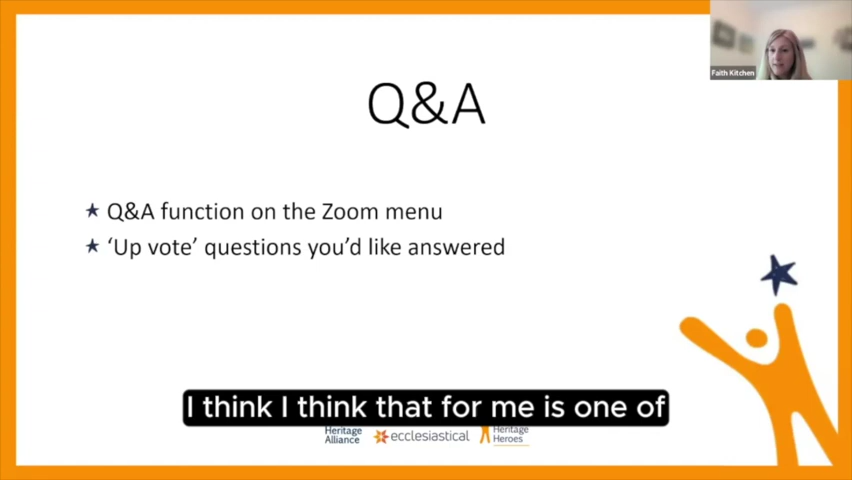 Faith Kitchen
Q&A
Q&A function on the Zoom menu
‘Up vote’ questions you’d like answered
I think I think that for me is one of
Heritage
Alliance
ecclesiastical
Heritage
Heroes